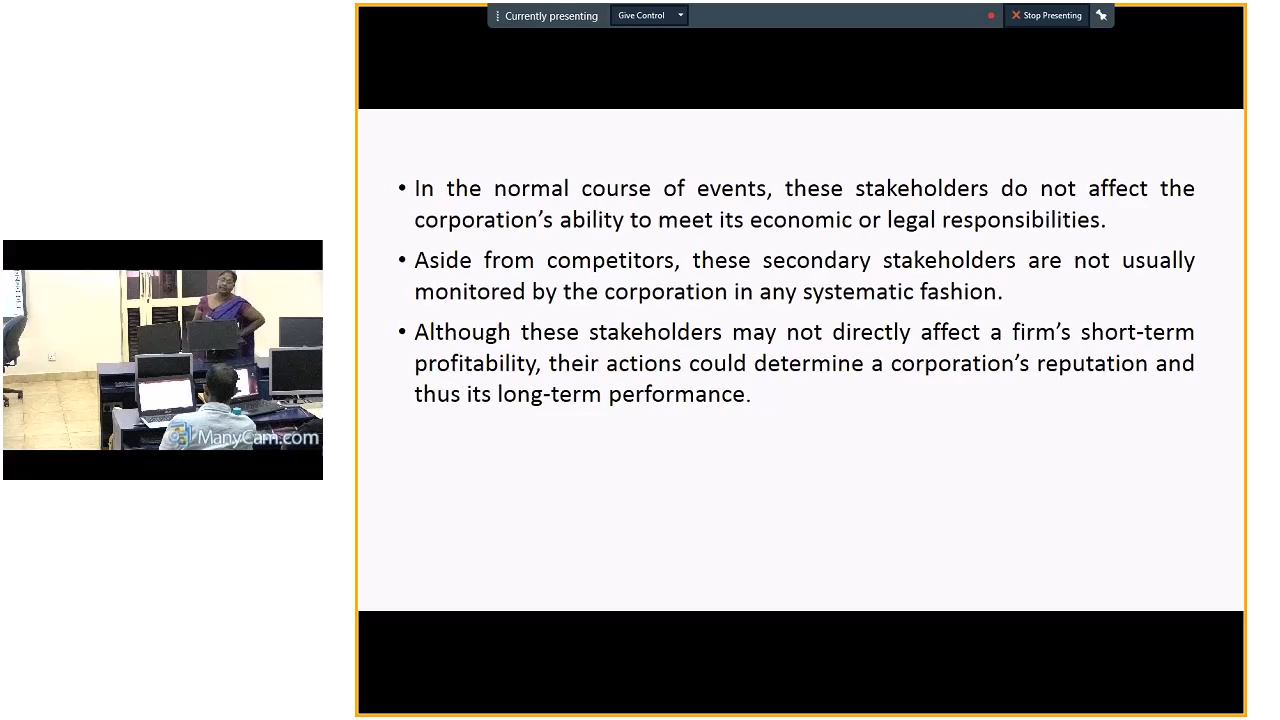 Currently presenting
Give Control
Stop Presenting
• In the normal course of events, these stakeholders do not affect the
corporation’s ability to meet its economic or legal responsibilities.
• Aside from competitors, these secondary stakeholders are not usually
monitored by the corporation in any systematic fashion.
• Although these stakeholders may not directly affect a firm’s short-term
profitability, their actions could determine a corporation’s reputation and
thus its long-term performance.
ManyCam.com